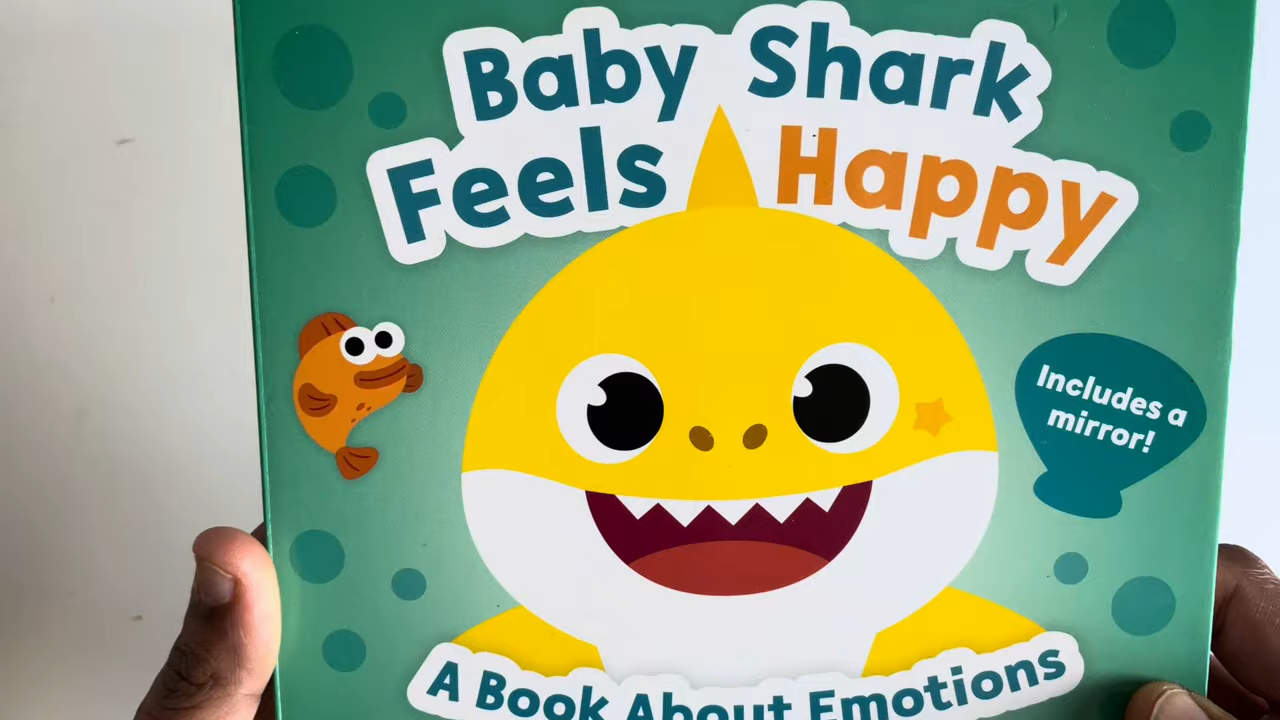 Baby Shark
Feels Happy
Includes a
mirror!
A Book About Emotions